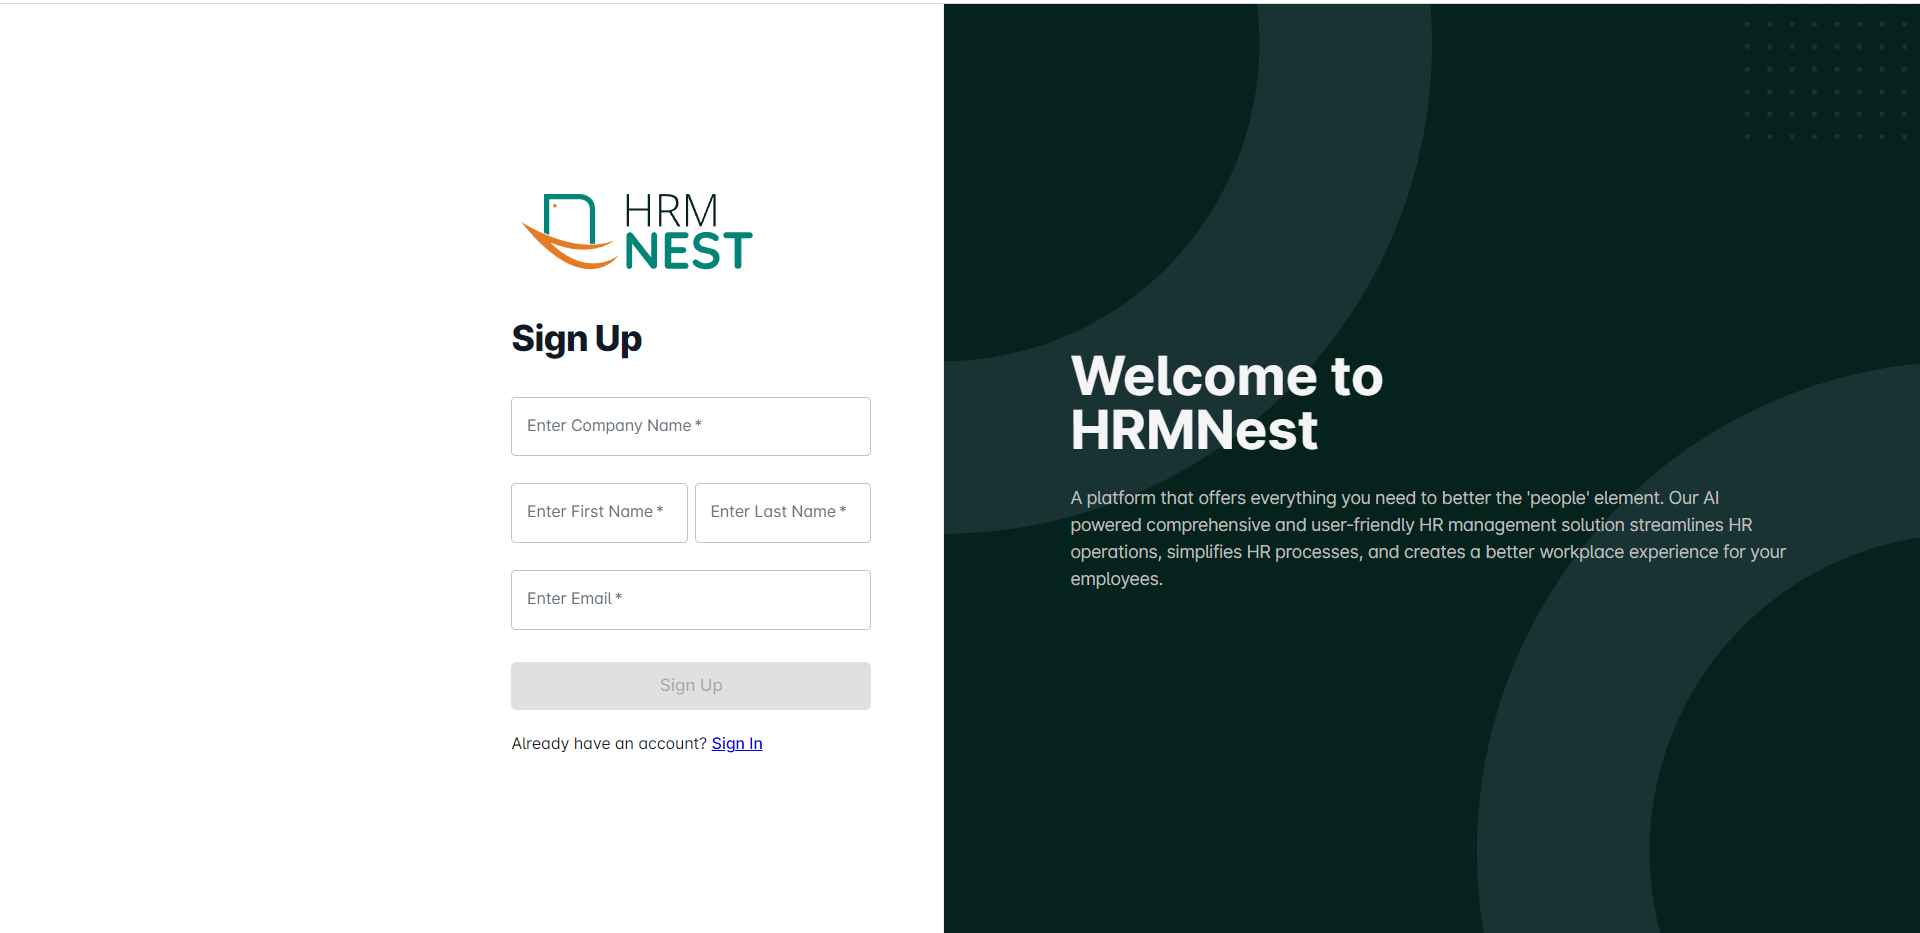 HRM
NEST
Sign Up
Enter Company Name *
Enter First Name *
Enter Last Name *
Enter Email *
Sign Up
Already have an account? Sign In
Welcome to
HRMNest
A platform that offers everything you need to better the 'people' element. Our AI
powered comprehensive and user-friendly HR management solution streamlines HR
operations, simplifies HR processes, and creates a better workplace experience for your
employees.